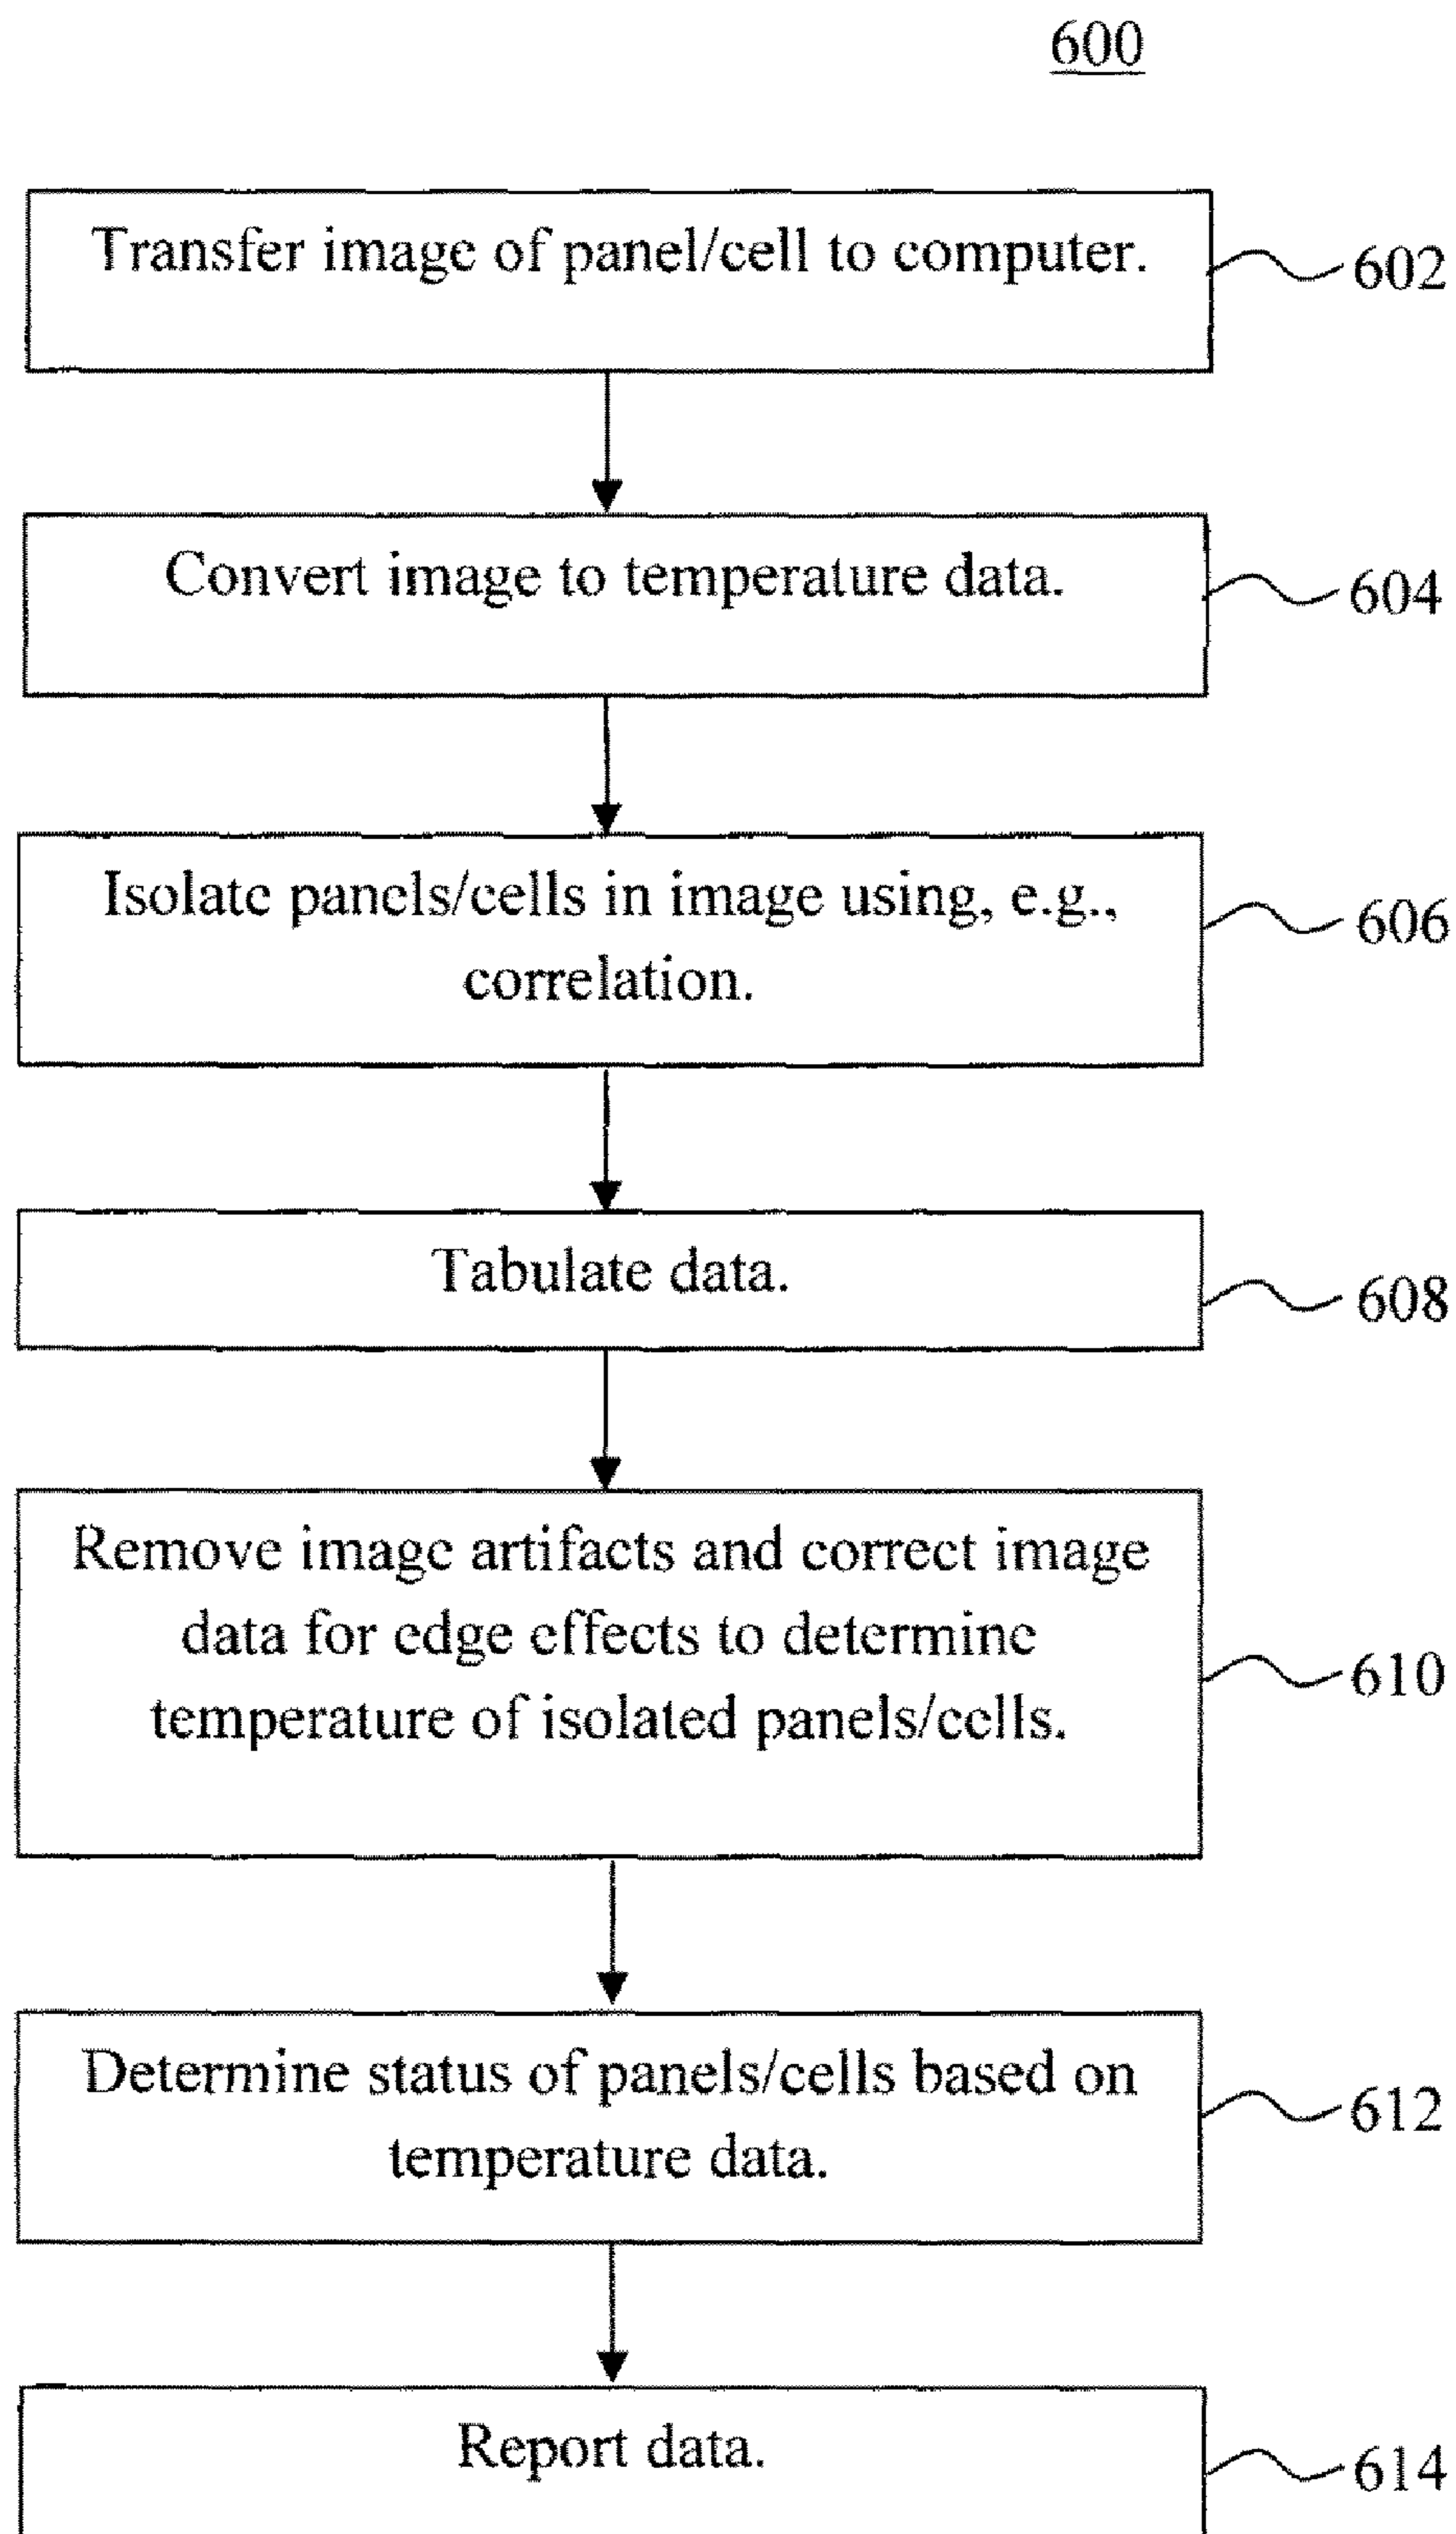 600
Transfer image of panel/cell to computer.
602
Convert image to temperature data.
604
Isolate panels/cells in image using, e.g.,
correlation.
606
Tabulate data.
608
Remove image artifacts and correct image
data for edge effects to determine
temperature of isolated panels/cells.
610
Determine status of panels/cells based on
temperature data.
612
Report data.
614